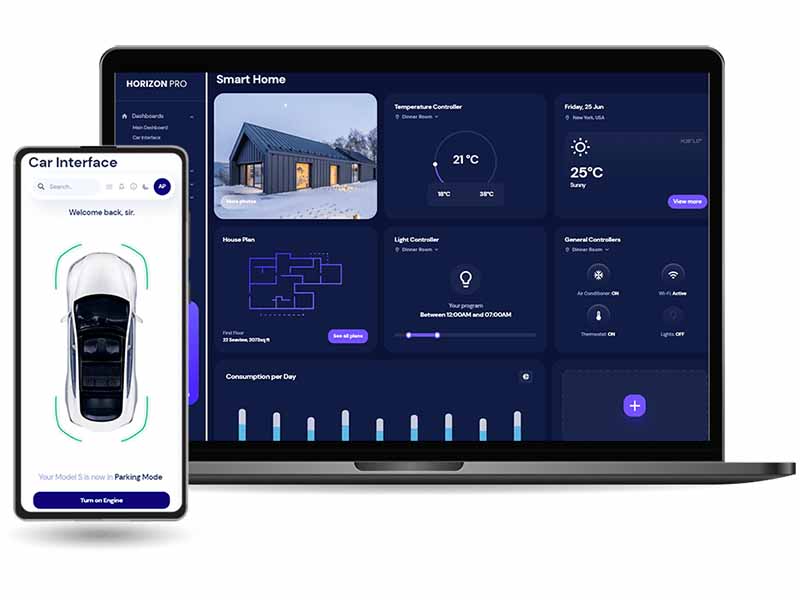 HORIZON PRO
Dashboards
Main Dashboard
Car Interface
Smart Home
More photos
Temperature Controller
Dinner Room
21 °C
18°C 38°C
Friday, 25 Jun
New York, USA
25°C
Sunny
View more
House Plan
First Floor
22 Seaview, 2073sq ft
See all plans
Light Controller
Dinner Room
Your program
Between 12:00AM and 07:00AM
General Controllers
Dinner Room
Air Conditioner: ON
Wi-Fi: Active
Thermostat: ON
Lights: OFF
Consumption per Day
Car Interface
Search...
AP
Welcome back, sir.
Your Model S is now in Parking Mode
Turn on Engine